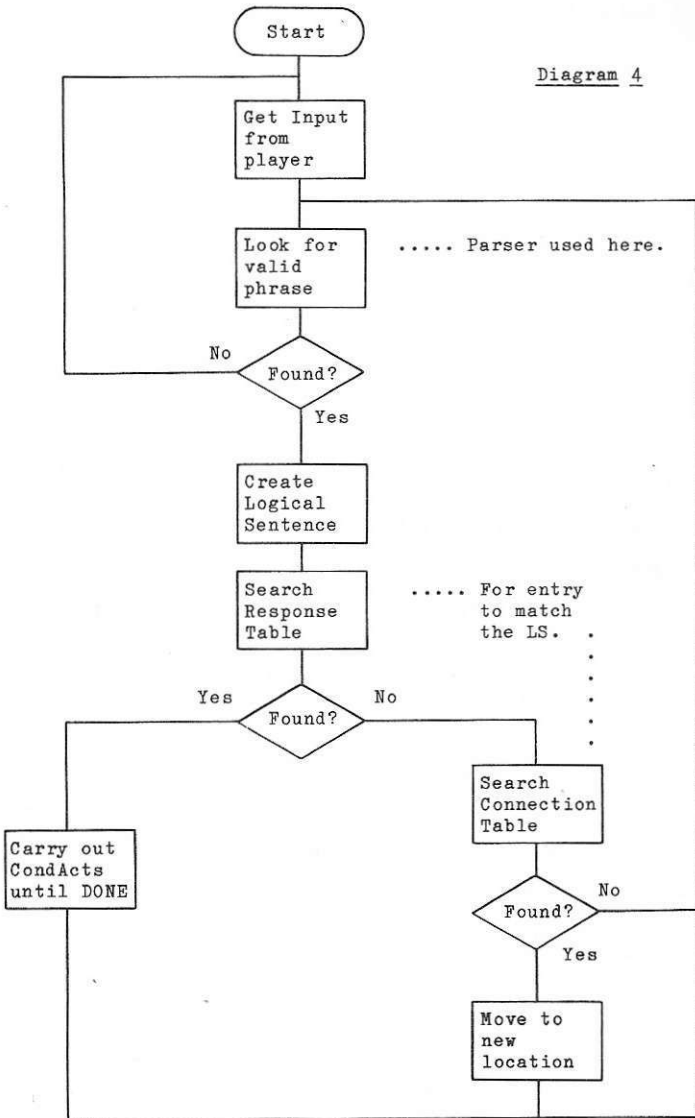 Start
Diagram 4
Get Input
from
player
Look for
valid
phrase
..... Parser used here.
No
Found?
Yes
Create
Logical
Sentence
Search
Response
Table
..... For entry
to match
the LS.
Yes
Found?
No
Search
Connection
Table
Carry out
CondActs
until DONE
Found?
No
Yes
Move to
new
location